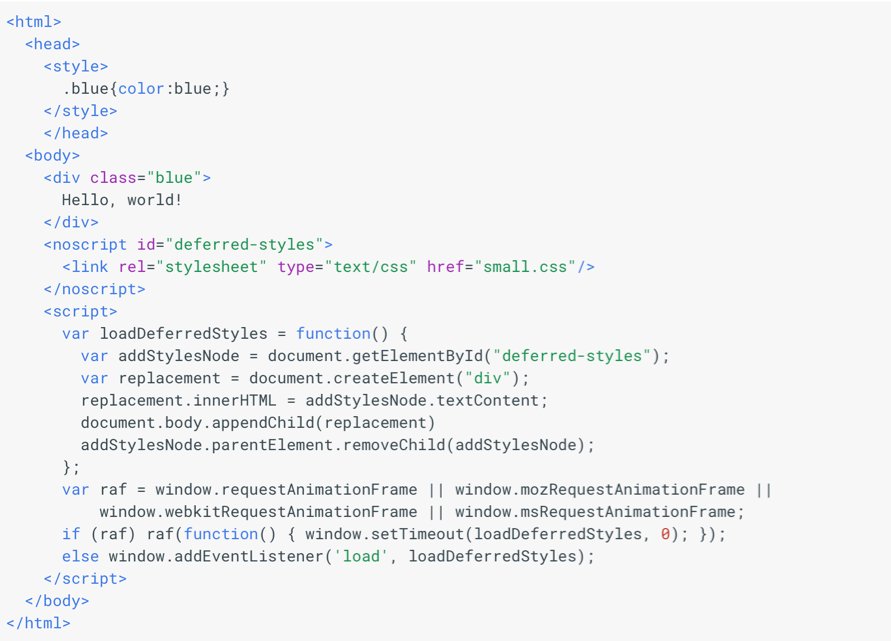 <html>
  <head>
    <style>
      .blue{color:blue;}
    </style>
    </head>
  <body>
    <div class="blue">
      Hello, world!
    </div>
    <noscript id="deferred-styles">
      <link rel="stylesheet" type="text/css" href="small.css"/>
    </noscript>
    <script>
      var loadDeferredStyles = function() {
        var addStylesNode = document.getElementById("deferred-styles");
        var replacement = document.createElement("div");
        replacement.innerHTML = addStylesNode.textContent;
        document.body.appendChild(replacement)
        addStylesNode.parentElement.removeChild(addStylesNode);
      };
      var raf = window.requestAnimationFrame || window.mozRequestAnimationFrame ||
          window.webkitRequestAnimationFrame || window.msRequestAnimationFrame;
      if (raf) raf(function() { window.setTimeout(loadDeferredStyles, 0); });
      else window.addEventListener('load', loadDeferredStyles);
    </script>
  </body>
</html>